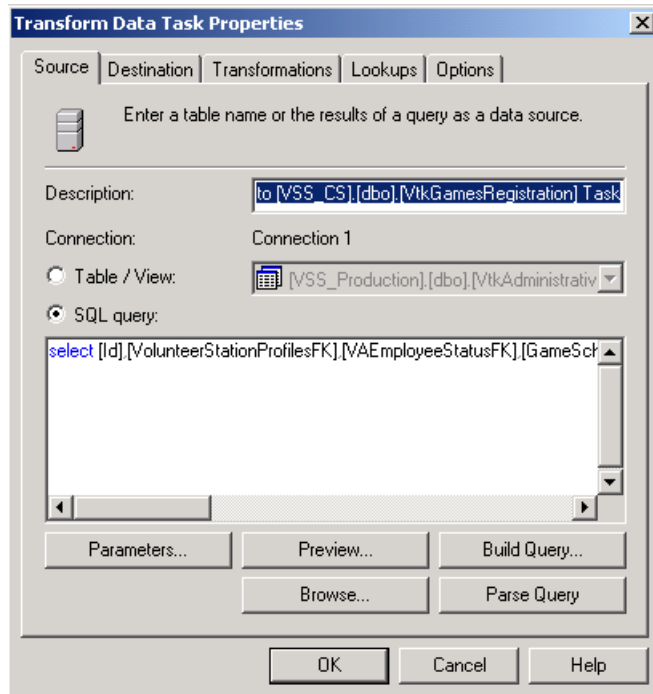 Transform Data Task Properties
Source Destination Transformations Lookups Options
Enter a table name or the results of a query as a data source.
Description: to [VSS_CS].[dbo].[VtkGamesRegistration] Task
Connection: Connection 1
Table / View: [VSS_Production].[dbo].[VtkAdministrativ
SQL query:
select [Id],[VolunteerStationProfilesFK],[VAEmployeeStatusFK],[GameSch
Parameters... Preview... Build Query...
Browse... Parse Query
OK Cancel Help